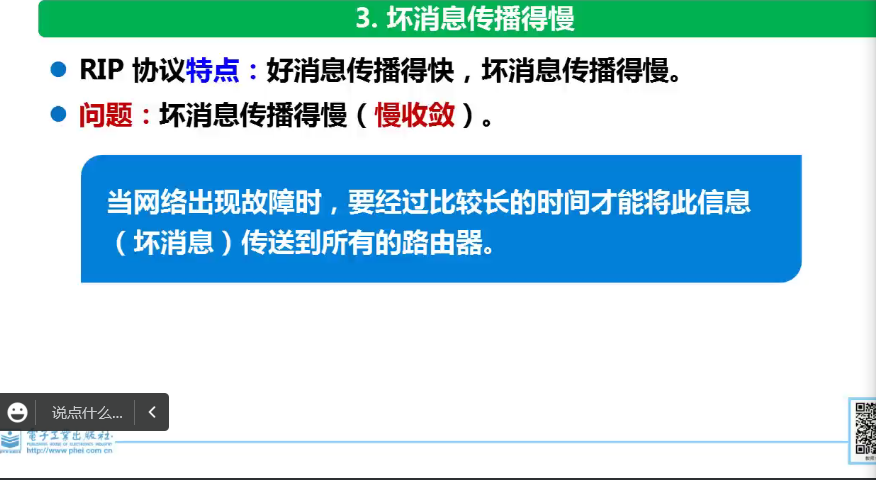 3. 坏消息传播得慢
RIP 协议特点：好消息传播得快，坏消息传播得慢。
问题：坏消息传播得慢（慢收敛）。
当网络出现故障时，要经过比较长的时间才能将此信息
（坏消息）传送到所有的路由器。
说点什么...
电子工业出版社
PUBLISHING HOUSE OF ELECTRONICS INDUSTRY
http://www.phei.com.cn